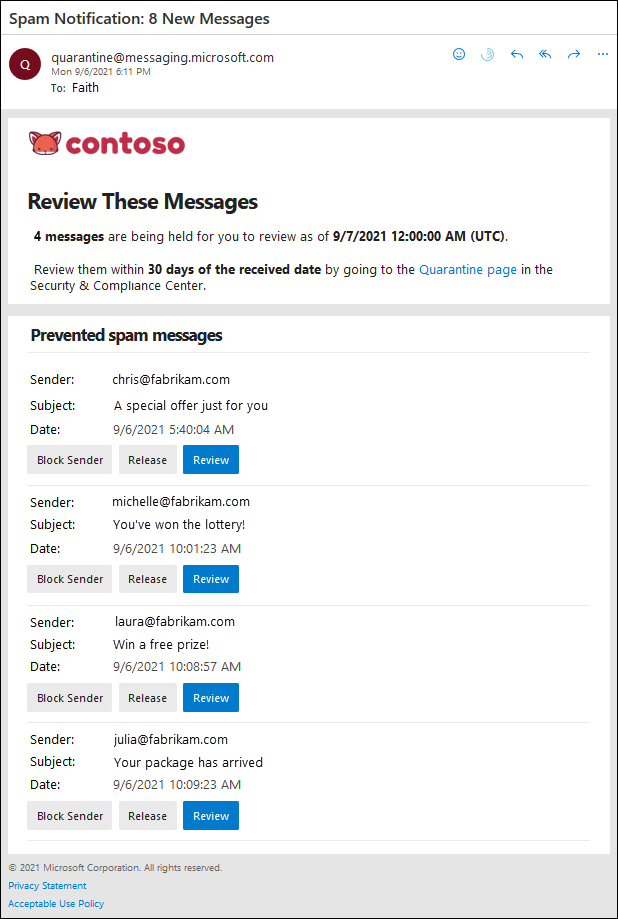 Spam Notification: 8 New Messages
Q
quarantine@messaging.microsoft.com
Mon 9/6/2021 6:11 PM
To: Faith
contoso
Review These Messages
4 messages are being held for you to review as of 9/7/2021 12:00:00 AM (UTC).
Review them within 30 days of the received date by going to the Quarantine page in the
Security & Compliance Center.
Prevented spam messages
Sender: chris@fabrikam.com
Subject: A special offer just for you
Date: 9/6/2021 5:40:04 AM
Block Sender Release Review
Sender: michelle@fabrikam.com
Subject: You've won the lottery!
Date: 9/6/2021 10:01:23 AM
Block Sender Release Review
Sender: laura@fabrikam.com
Subject: Win a free prize!
Date: 9/6/2021 10:08:57 AM
Block Sender Release Review
Sender: julia@fabrikam.com
Subject: Your package has arrived
Date: 9/6/2021 10:09:23 AM
Block Sender Release Review
© 2021 Microsoft Corporation. All rights reserved.
Privacy Statement
Acceptable Use Policy